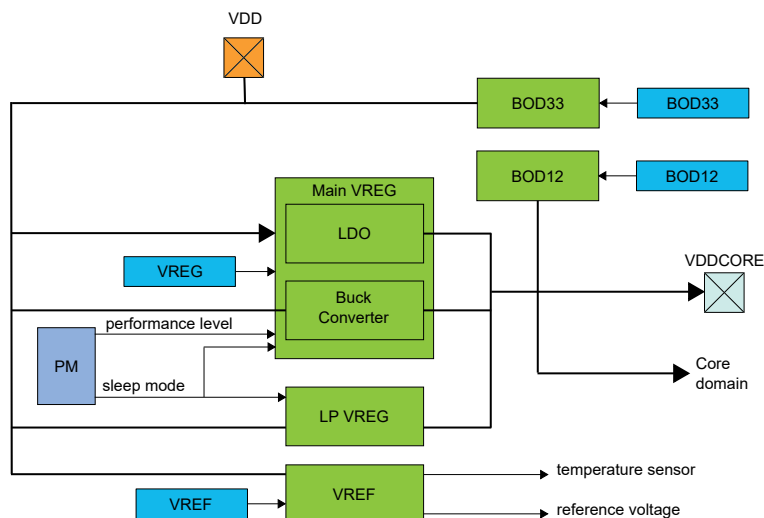 VDD
BOD33
BOD33
BOD12
BOD12
Main VREG
LDO
VREG
VDDCORE
Buck
Converter
performance level
PM
sleep mode
Core
domain
LP VREG
temperature sensor
VREF
VREF
reference voltage